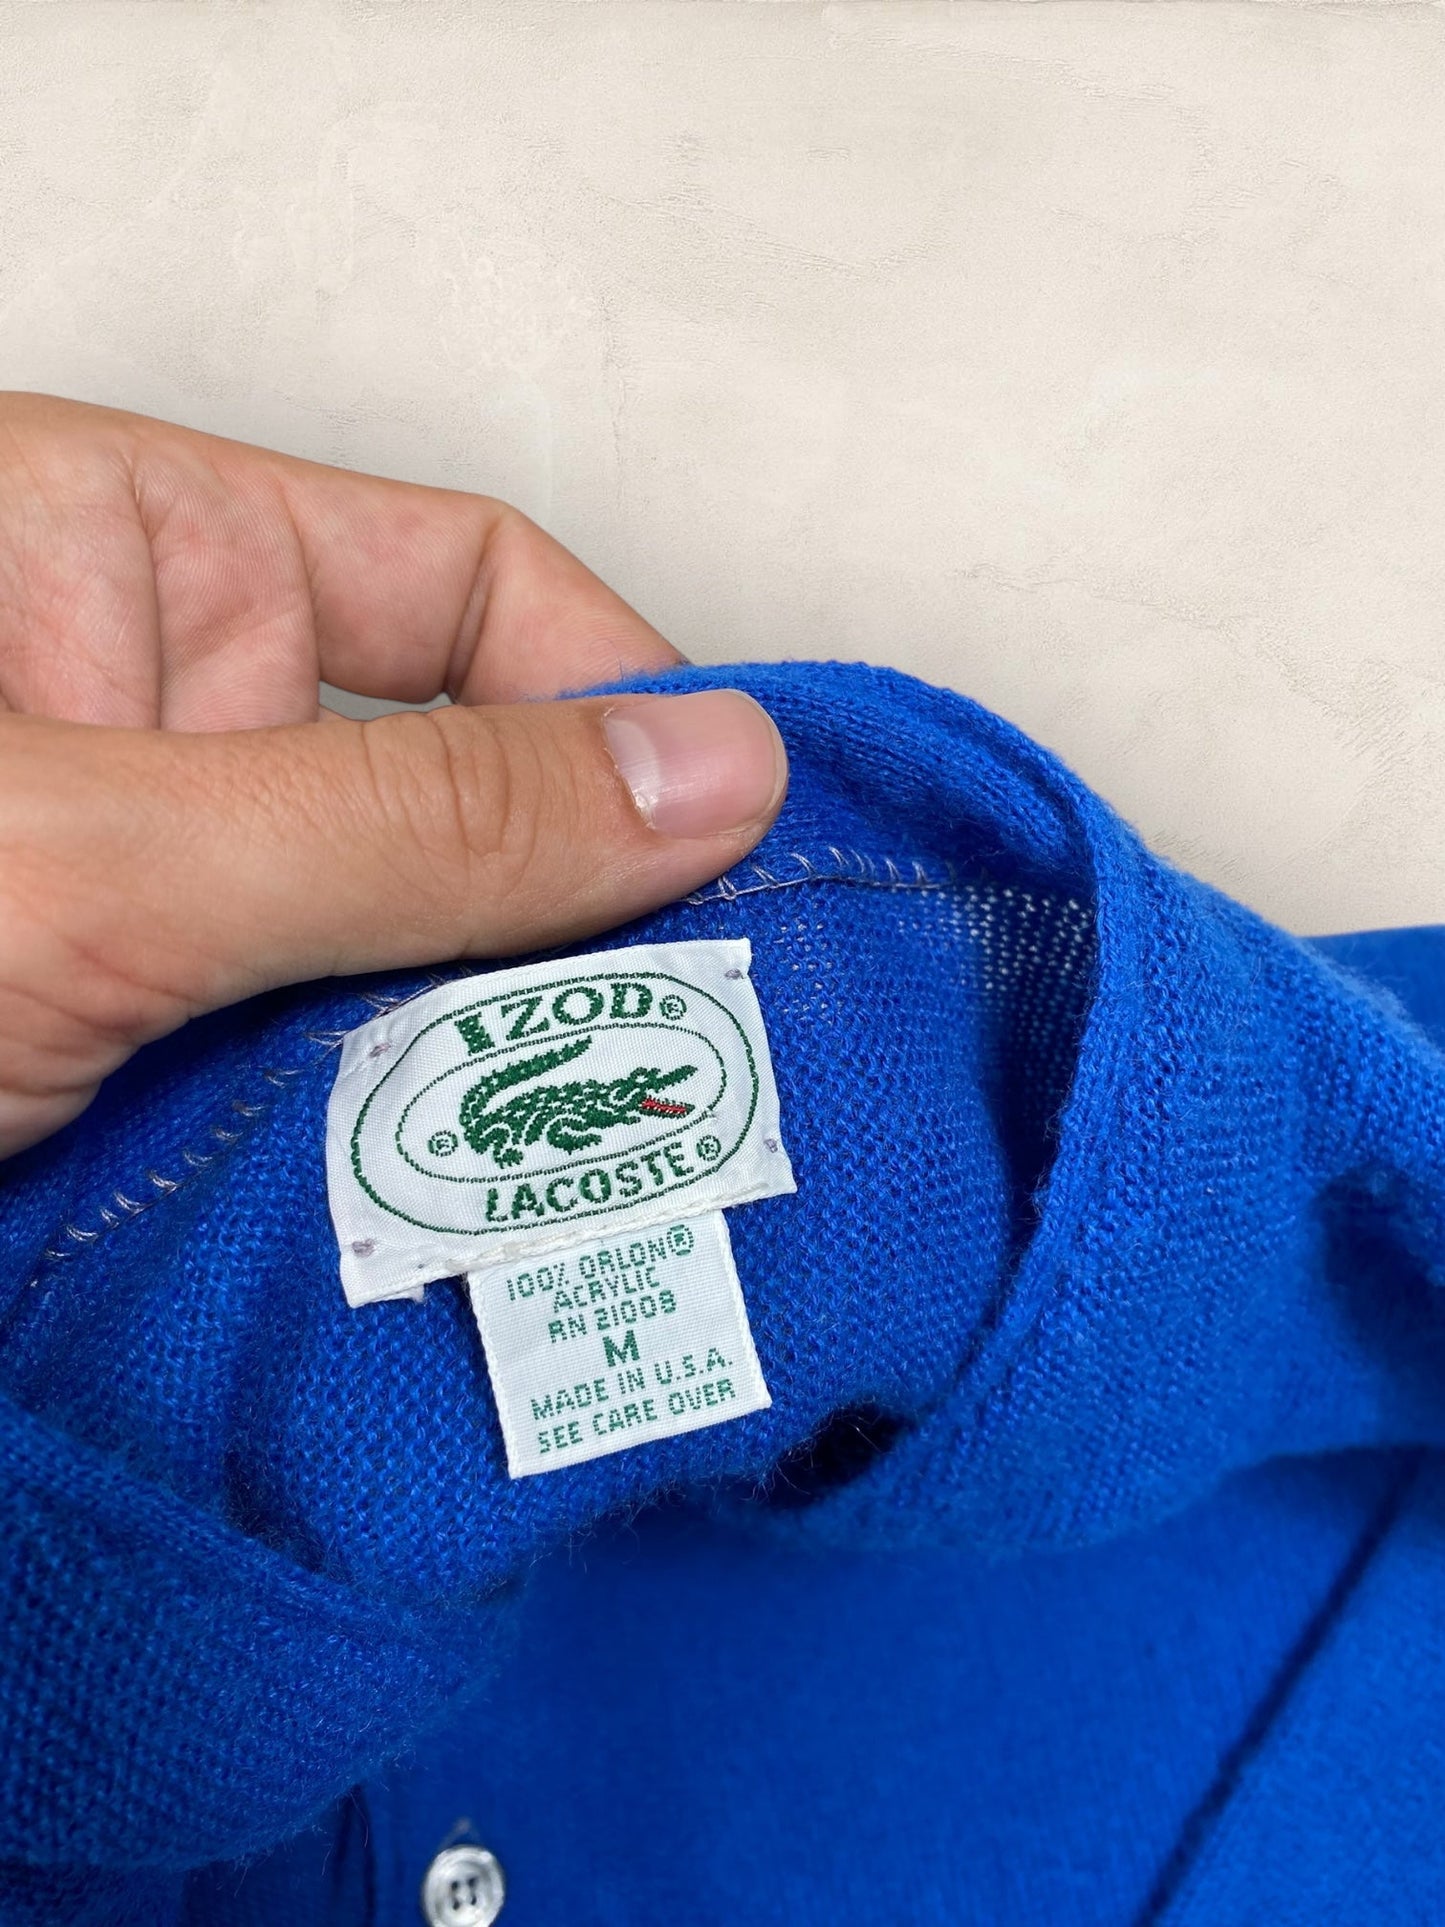 IZOD®
®
LACOSTE®
100% ORLON®
ACRYLIC
RN 21008
M
MADE IN U.S.A.
SEE CARE OVER